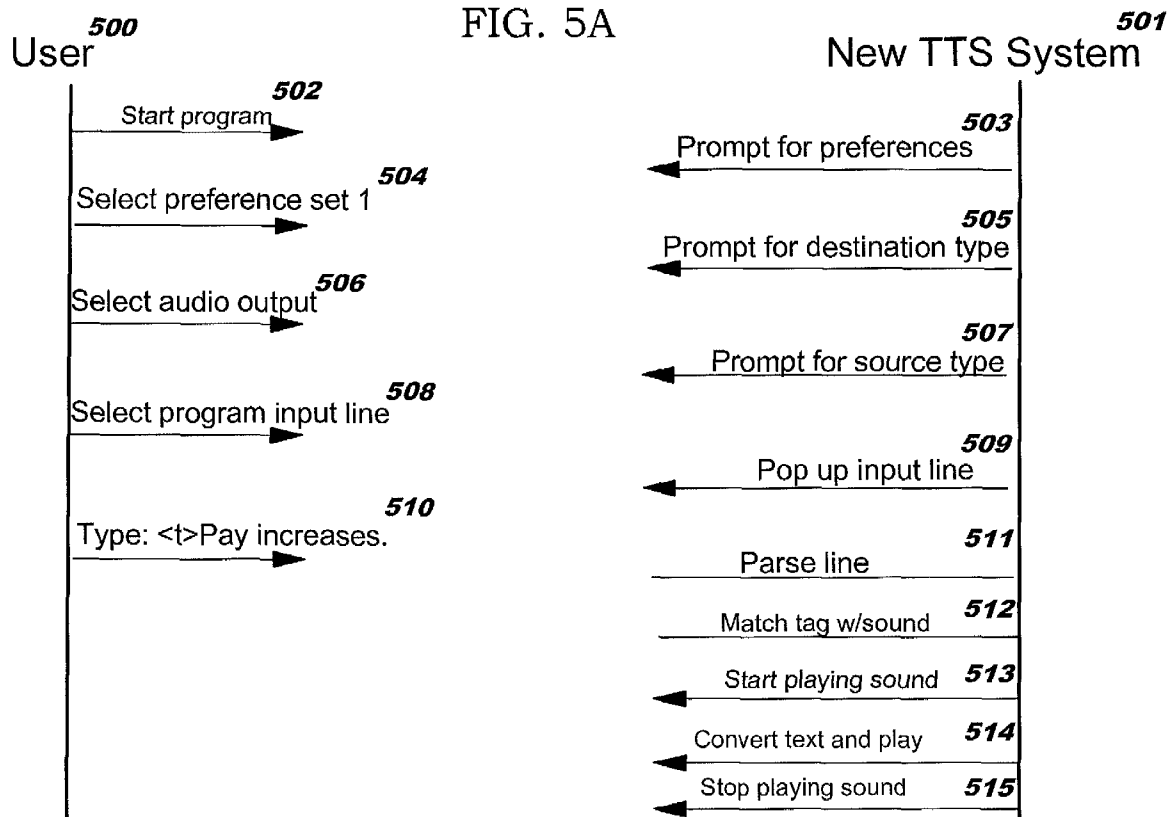 FIG. 5A
500
User
501
New TTS System
502
Start program
503
Prompt for preferences
504
Select preference set 1
505
Prompt for destination type
506
Select audio output
507
Prompt for source type
508
Select program input line
509
Pop up input line
510
Type: <t>Pay increases.
511
Parse line
512
Match tag w/sound
513
Start playing sound
514
Convert text and play
515
Stop playing sound